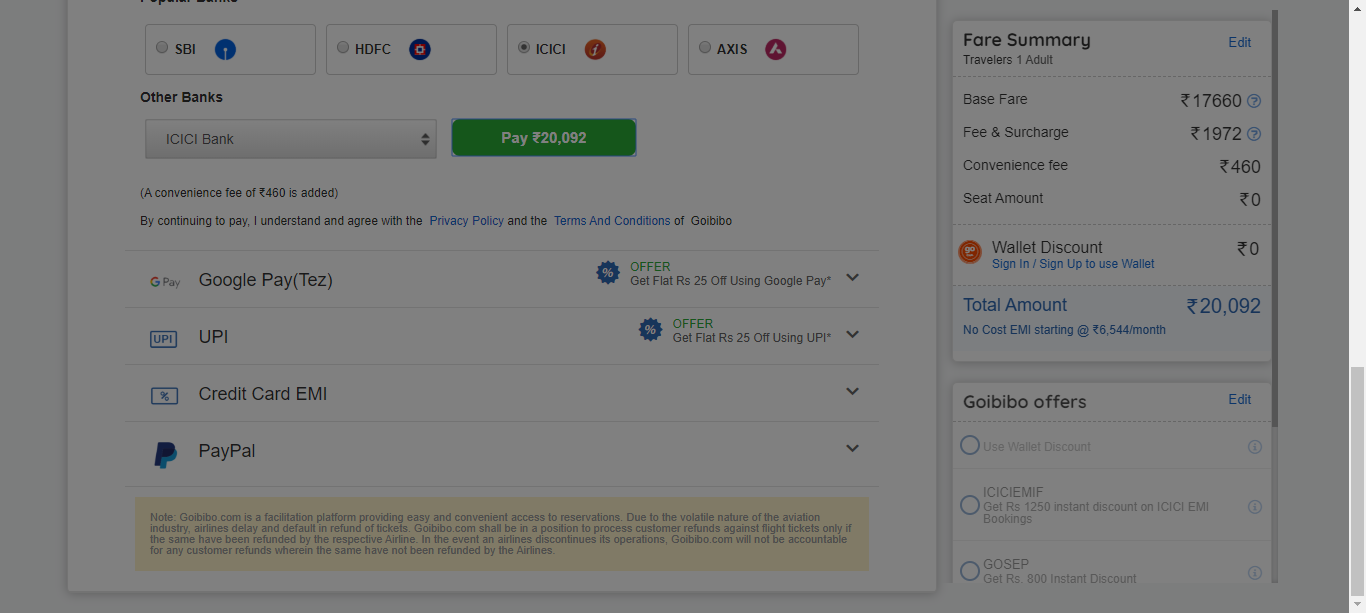 Popular Banks
SBI
HDFC
ICICI
AXIS
Other Banks
ICICI Bank
Pay ₹20,092
(A convenience fee of ₹460 is added)
By continuing to pay, I understand and agree with the Privacy Policy and the Terms And Conditions of Goibibo
G Pay
Google Pay(Tez)
%
OFFER
Get Flat Rs 25 Off Using Google Pay*
UPI
UPI
%
OFFER
Get Flat Rs 25 Off Using UPI*
%
Credit Card EMI
PayPal
Note: Goibibo.com is a facilitation platform providing easy and convenient access to reservations. Due to the volatile nature of the aviation
industry, airlines delay and default in refund of tickets. Goibibo.com shall be in a position to process customer refunds against flight tickets only if
the same have been refunded by the respective Airline. In the event an airlines discontinues its operations, Goibibo.com will not be accountable
for any customer refunds wherein the same have not been refunded by the Airlines.
Fare Summary
Edit
Travelers 1 Adult
Base Fare ₹17660 ?
Fee & Surcharge ₹1972 ?
Convenience fee ₹460
Seat Amount ₹0
go
Wallet Discount ₹0
Sign In / Sign Up to use Wallet
Total Amount ₹20,092
No Cost EMI starting @ ₹6,544/month
Goibibo offers
Edit
Use Wallet Discount
ICICIEMIF
Get Rs 1250 instant discount on ICICI EMI
Bookings
GOSEP
Get Rs. 800 Instant Discount